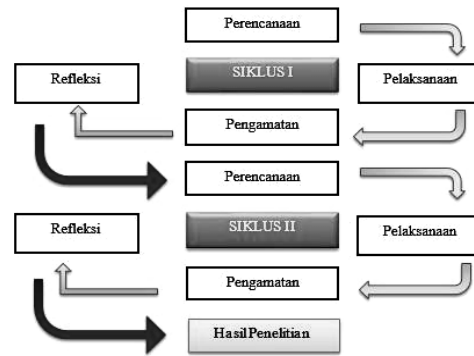 Perencanaan
SIKLUS I
Refleksi
Pelaksanaan
Pengamatan
Perencanaan
SIKLUS II
Refleksi
Pelaksanaan
Pengamatan
HasilPenelitian